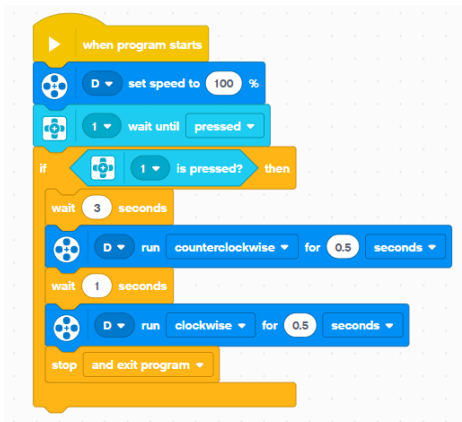 when program starts
D set speed to 100 %
1 wait until pressed
if 1 is pressed? then
wait 3 seconds
D run counterclockwise for 0.5 seconds
wait 1 seconds
D run clockwise for 0.5 seconds
stop and exit program